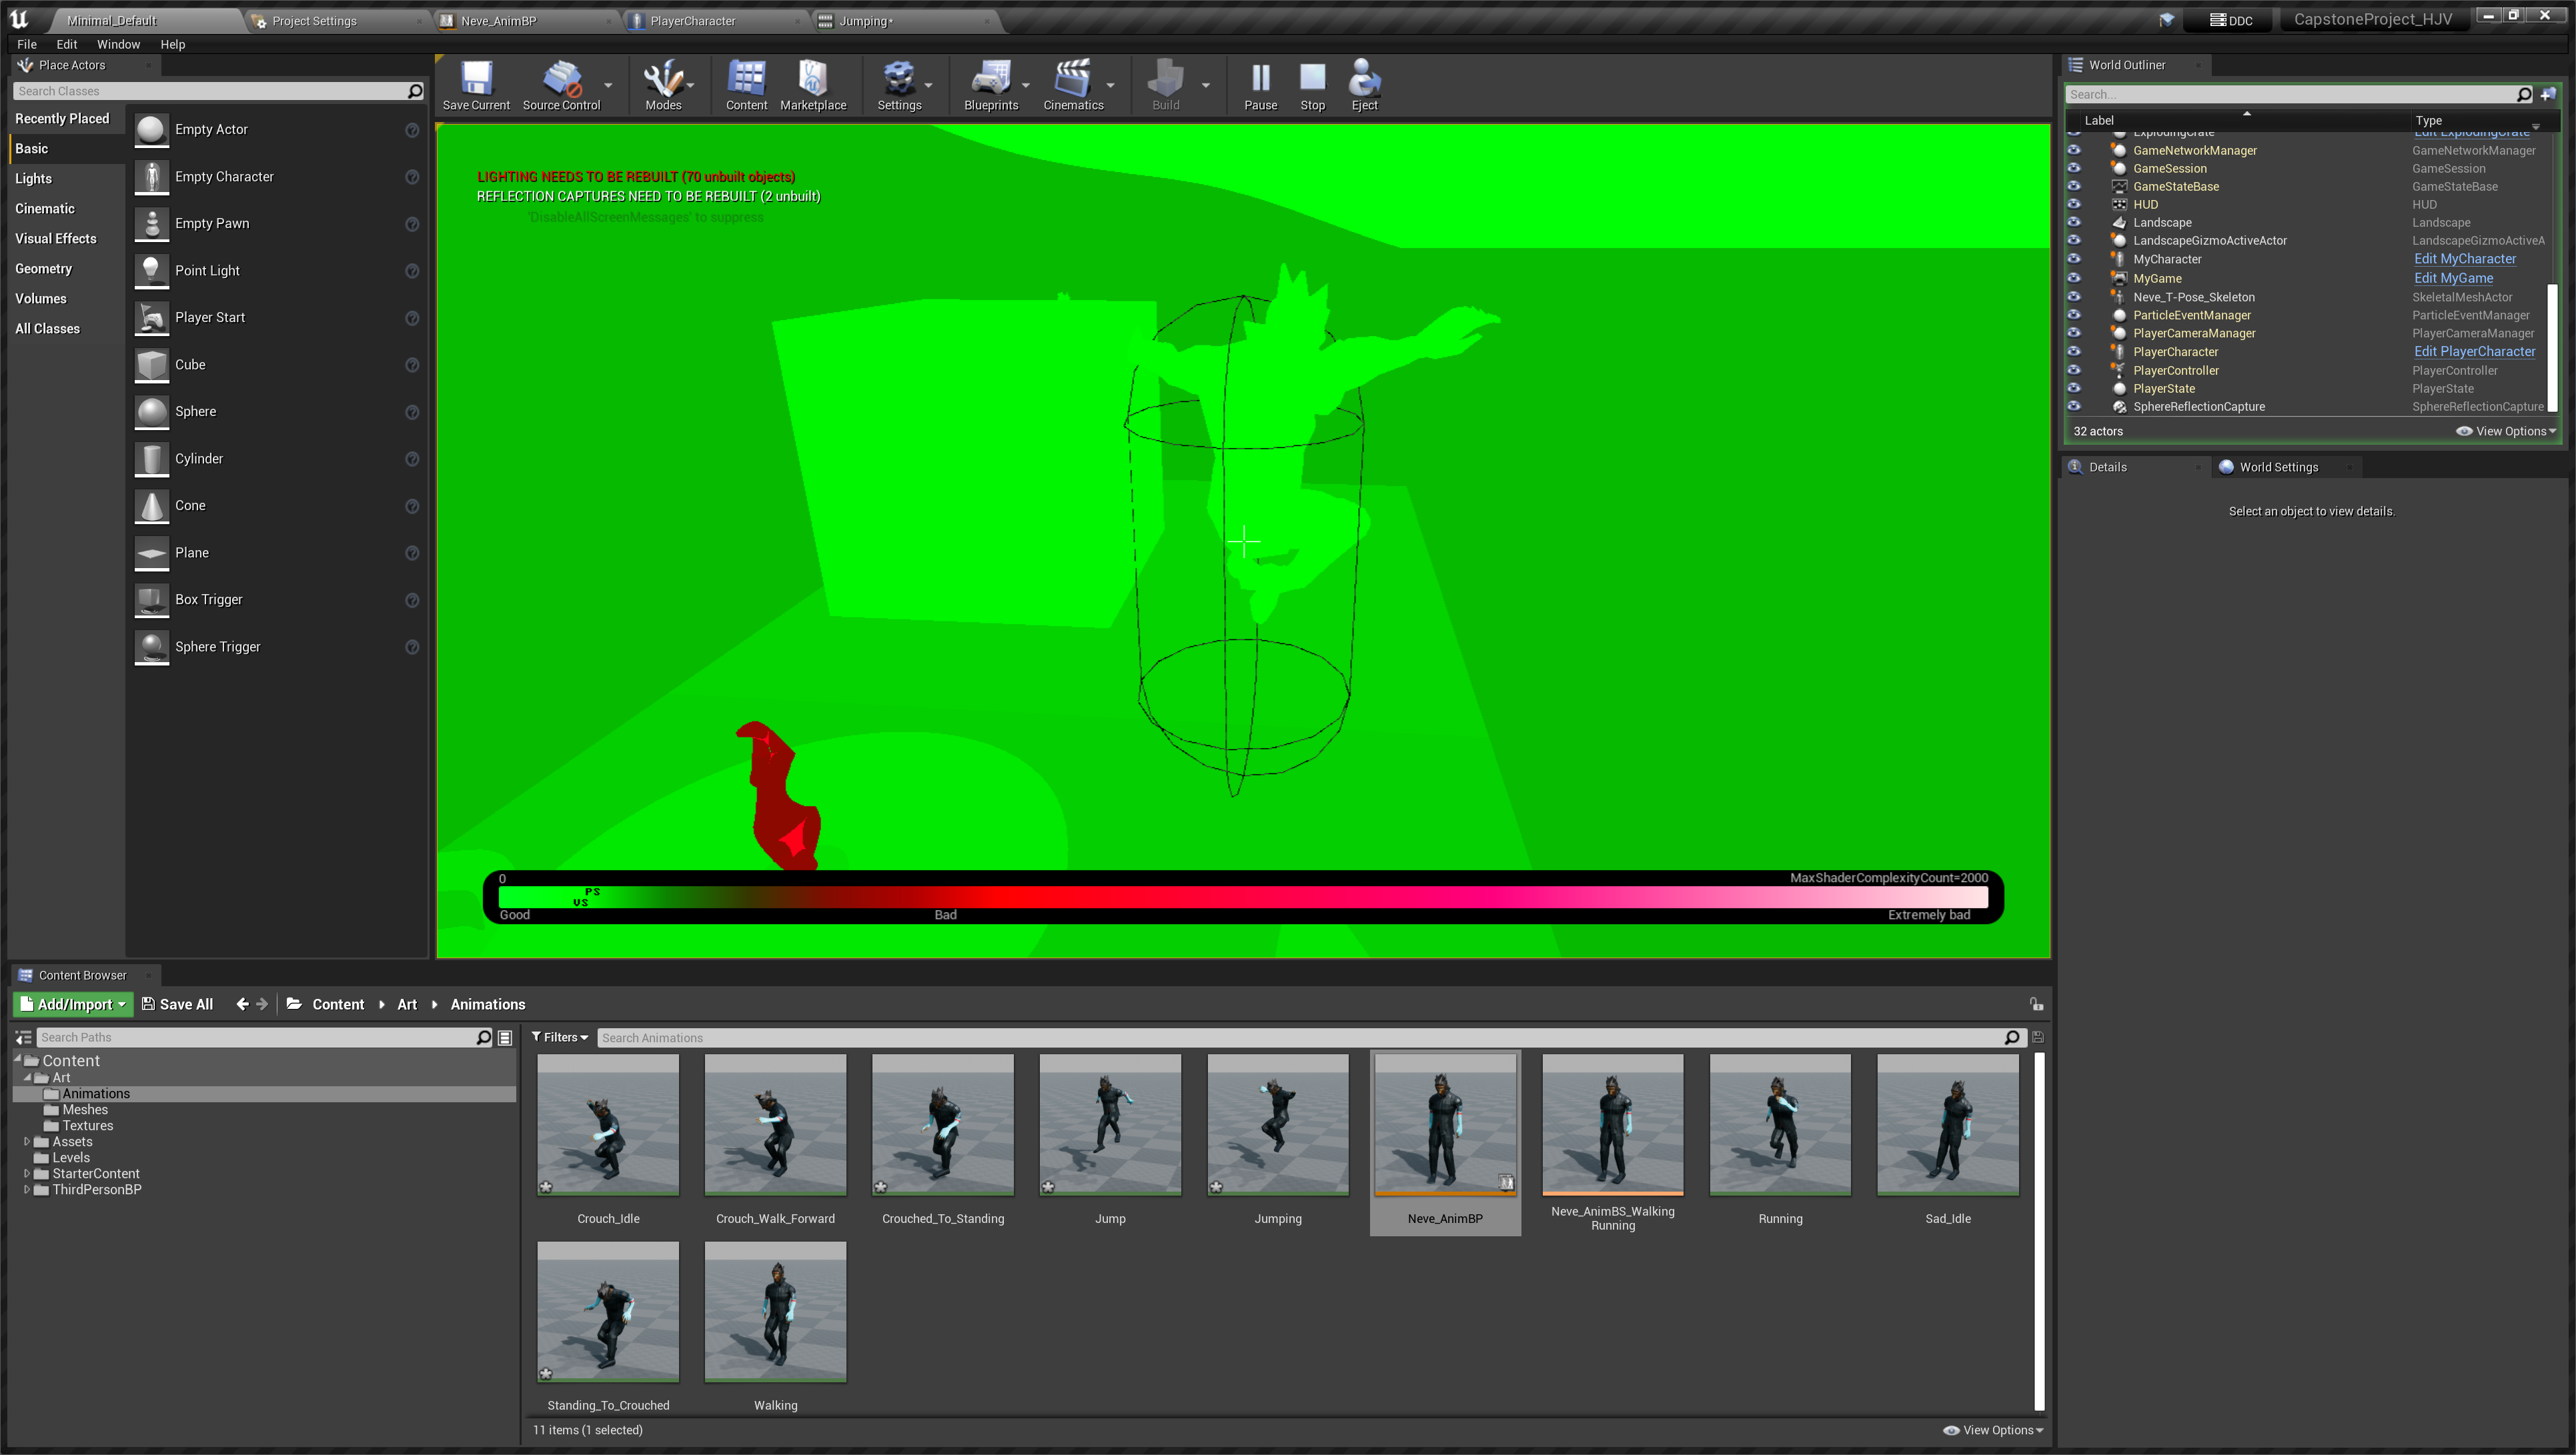 Minimal_Default
Project Settings
Neve_AnimBP
PlayerCharacter
Jumping*
DDC
CapstoneProject_HJV
File Edit Window Help
Place Actors
Search Classes
Recently Placed
Basic
Lights
Cinematic
Visual Effects
Geometry
Volumes
All Classes
Empty Actor
Empty Character
Empty Pawn
Point Light
Player Start
Cube
Sphere
Cylinder
Cone
Plane
Box Trigger
Sphere Trigger
Save Current
Source Control
Modes
Content
Marketplace
Settings
Blueprints
Cinematics
Build
Pause
Stop
Eject
LIGHTING NEEDS TO BE REBUILT (70 unbuilt objects)
REFLECTION CAPTURES NEED TO BE REBUILT (2 unbuilt)
'DisableAllScreenMessages' to suppress
0
MaxShaderComplexityCount=2000
PS
VS
Good
Bad
Extremely bad
World Outliner
Search...
Label Type
ExplodingCrate Edit ExplodingCrate
GameNetworkManager GameNetworkManager
GameSession GameSession
GameStateBase GameStateBase
HUD HUD
Landscape Landscape
LandscapeGizmoActiveActor LandscapeGizmoActiveA
MyCharacter Edit MyCharacter
MyGame Edit MyGame
Neve_T-Pose_Skeleton SkeletalMeshActor
ParticleEventManager ParticleEventManager
PlayerCameraManager PlayerCameraManager
PlayerCharacter Edit PlayerCharacter
PlayerController PlayerController
PlayerState PlayerState
SphereReflectionCapture SphereReflectionCapture
32 actors
View Options
Details
World Settings
Select an object to view details.
Content Browser
Add/Import
Save All
Content
Art
Animations
Search Paths
Content
Art
Animations
Meshes
Textures
Assets
Levels
StarterContent
ThirdPersonBP
Filters
Search Animations
Crouch_Idle
Crouch_Walk_Forward
Crouched_To_Standing
Jump
Jumping
Neve_AnimBP
Neve_AnimBS_Walking
Running
Running
Sad_Idle
Standing_To_Crouched
Walking
11 items (1 selected)
View Options